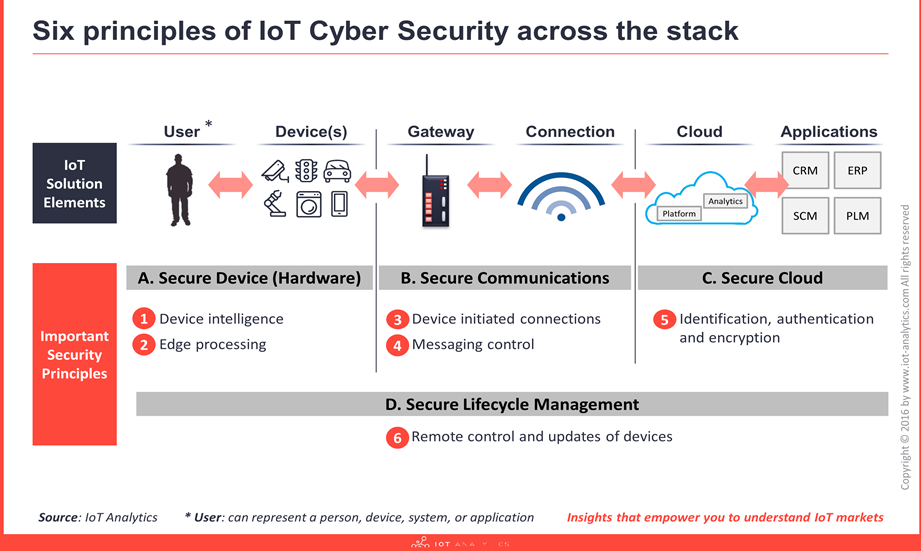 Six principles of IoT Cyber Security across the stack
User *
Device(s)
Gateway
Connection
Cloud
Applications
IoT
Solution
Elements
Analytics
Platform
CRM
ERP
SCM
PLM
Important
Security
Principles
A. Secure Device (Hardware)
B. Secure Communications
C. Secure Cloud
1 Device intelligence
2 Edge processing
3 Device initiated connections
4 Messaging control
5 Identification, authentication
and encryption
D. Secure Lifecycle Management
6 Remote control and updates of devices
Copyright © 2016 by www.iot-analytics.com All rights reserved
Source: IoT Analytics
* User: can represent a person, device, system, or application
Insights that empower you to understand IoT markets